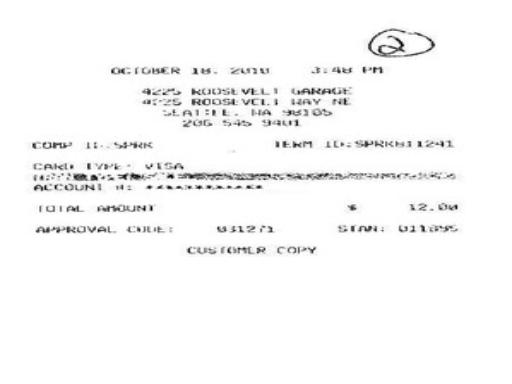 2
OCTOBER 18, 2010 3:48 PM
4225 ROOSEVELT GARAGE
4225 ROOSEVELT WAY NE
SEATTLE, WA 98105
206 545 9401
COMP ID:SPRK TERM ID:SPRK011241
CARD TYPE: VISA
ACCOUNT #: ************
TOTAL AMOUNT $ 12.00
APPROVAL CODE: 031271 STAN: 011895
CUSTOMER COPY